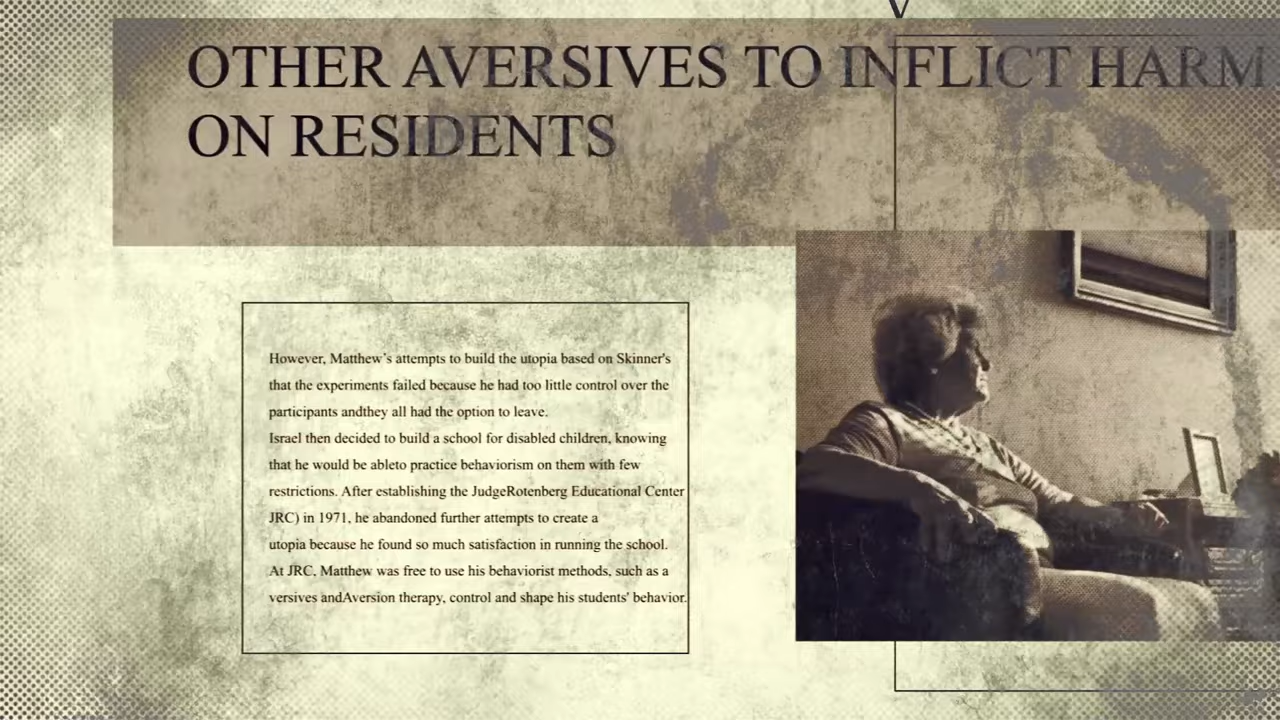 OTHER AVERSIVES TO INFLICT HARM
ON RESIDENTS
However, Matthew's attempts to build the utopia based on Skinner's
that the experiments failed because he had too little control over the
participants andthey all had the option to leave.
Israel then decided to build a school for disabled children, knowing
that he would be ableto practice behaviorism on them with few
restrictions. After establishing the JudgeRotenberg Educational Center
JRC) in 1971, he abandoned further attempts to create a
utopia because he found so much satisfaction in running the school.
At JRC, Matthew was free to use his behaviorist methods, such as a
versives andAversion therapy, control and shape his students' behavior.